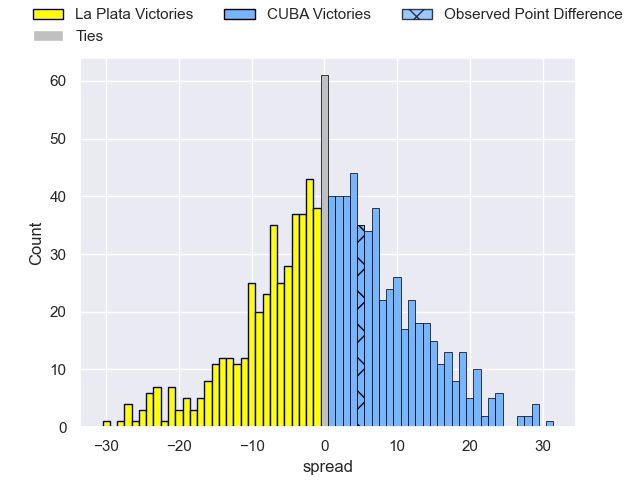 La Plata Victories CUBA Victories Observed Point Difference
Ties
60
50
40
30
20
10
0
Count
−30 −20 −10 0 10 20 30
spread